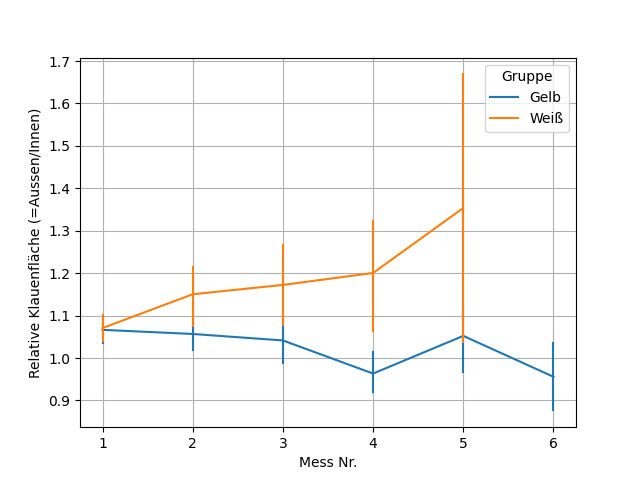 1.7
1.6
1.5
1.4
1.3
1.2
1.1
1.0
0.9
Relative Klauenfläche (=Aussen/Innen)
Gruppe
Gelb
Weiß
1 2 3 4 5 6
Mess Nr.